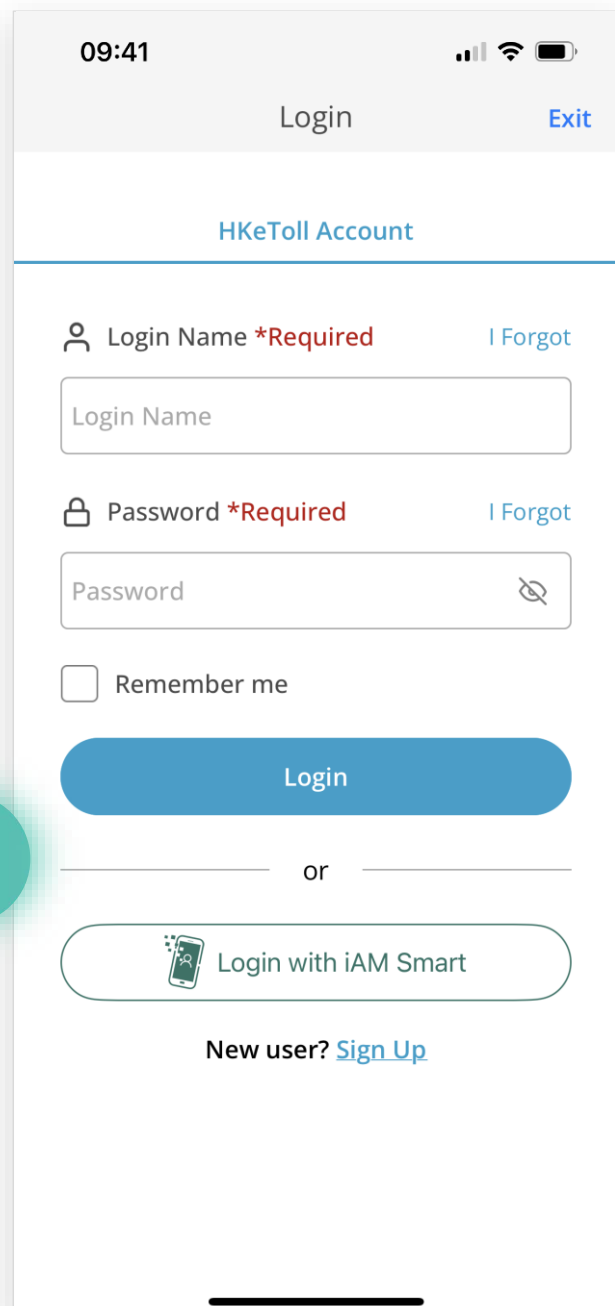 09:41
Login Exit
HKeToll Account
Login Name *Required I Forgot
Login Name
Password *Required I Forgot
Password
Remember me
Login
or
Login with iAM Smart
New user? Sign Up